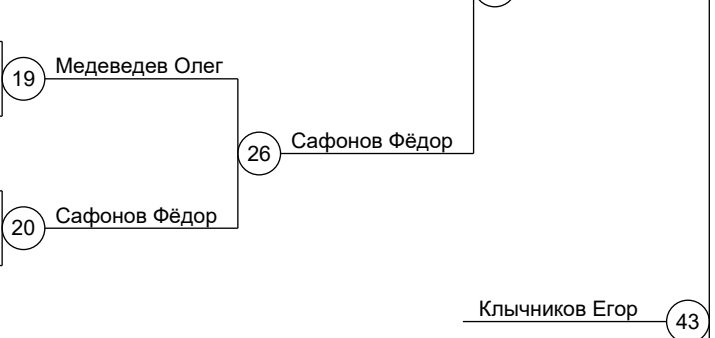 19 Медеведев Олег
26 Сафонов Фёдор
20 Сафонов Фёдор
Клычников Егор 43